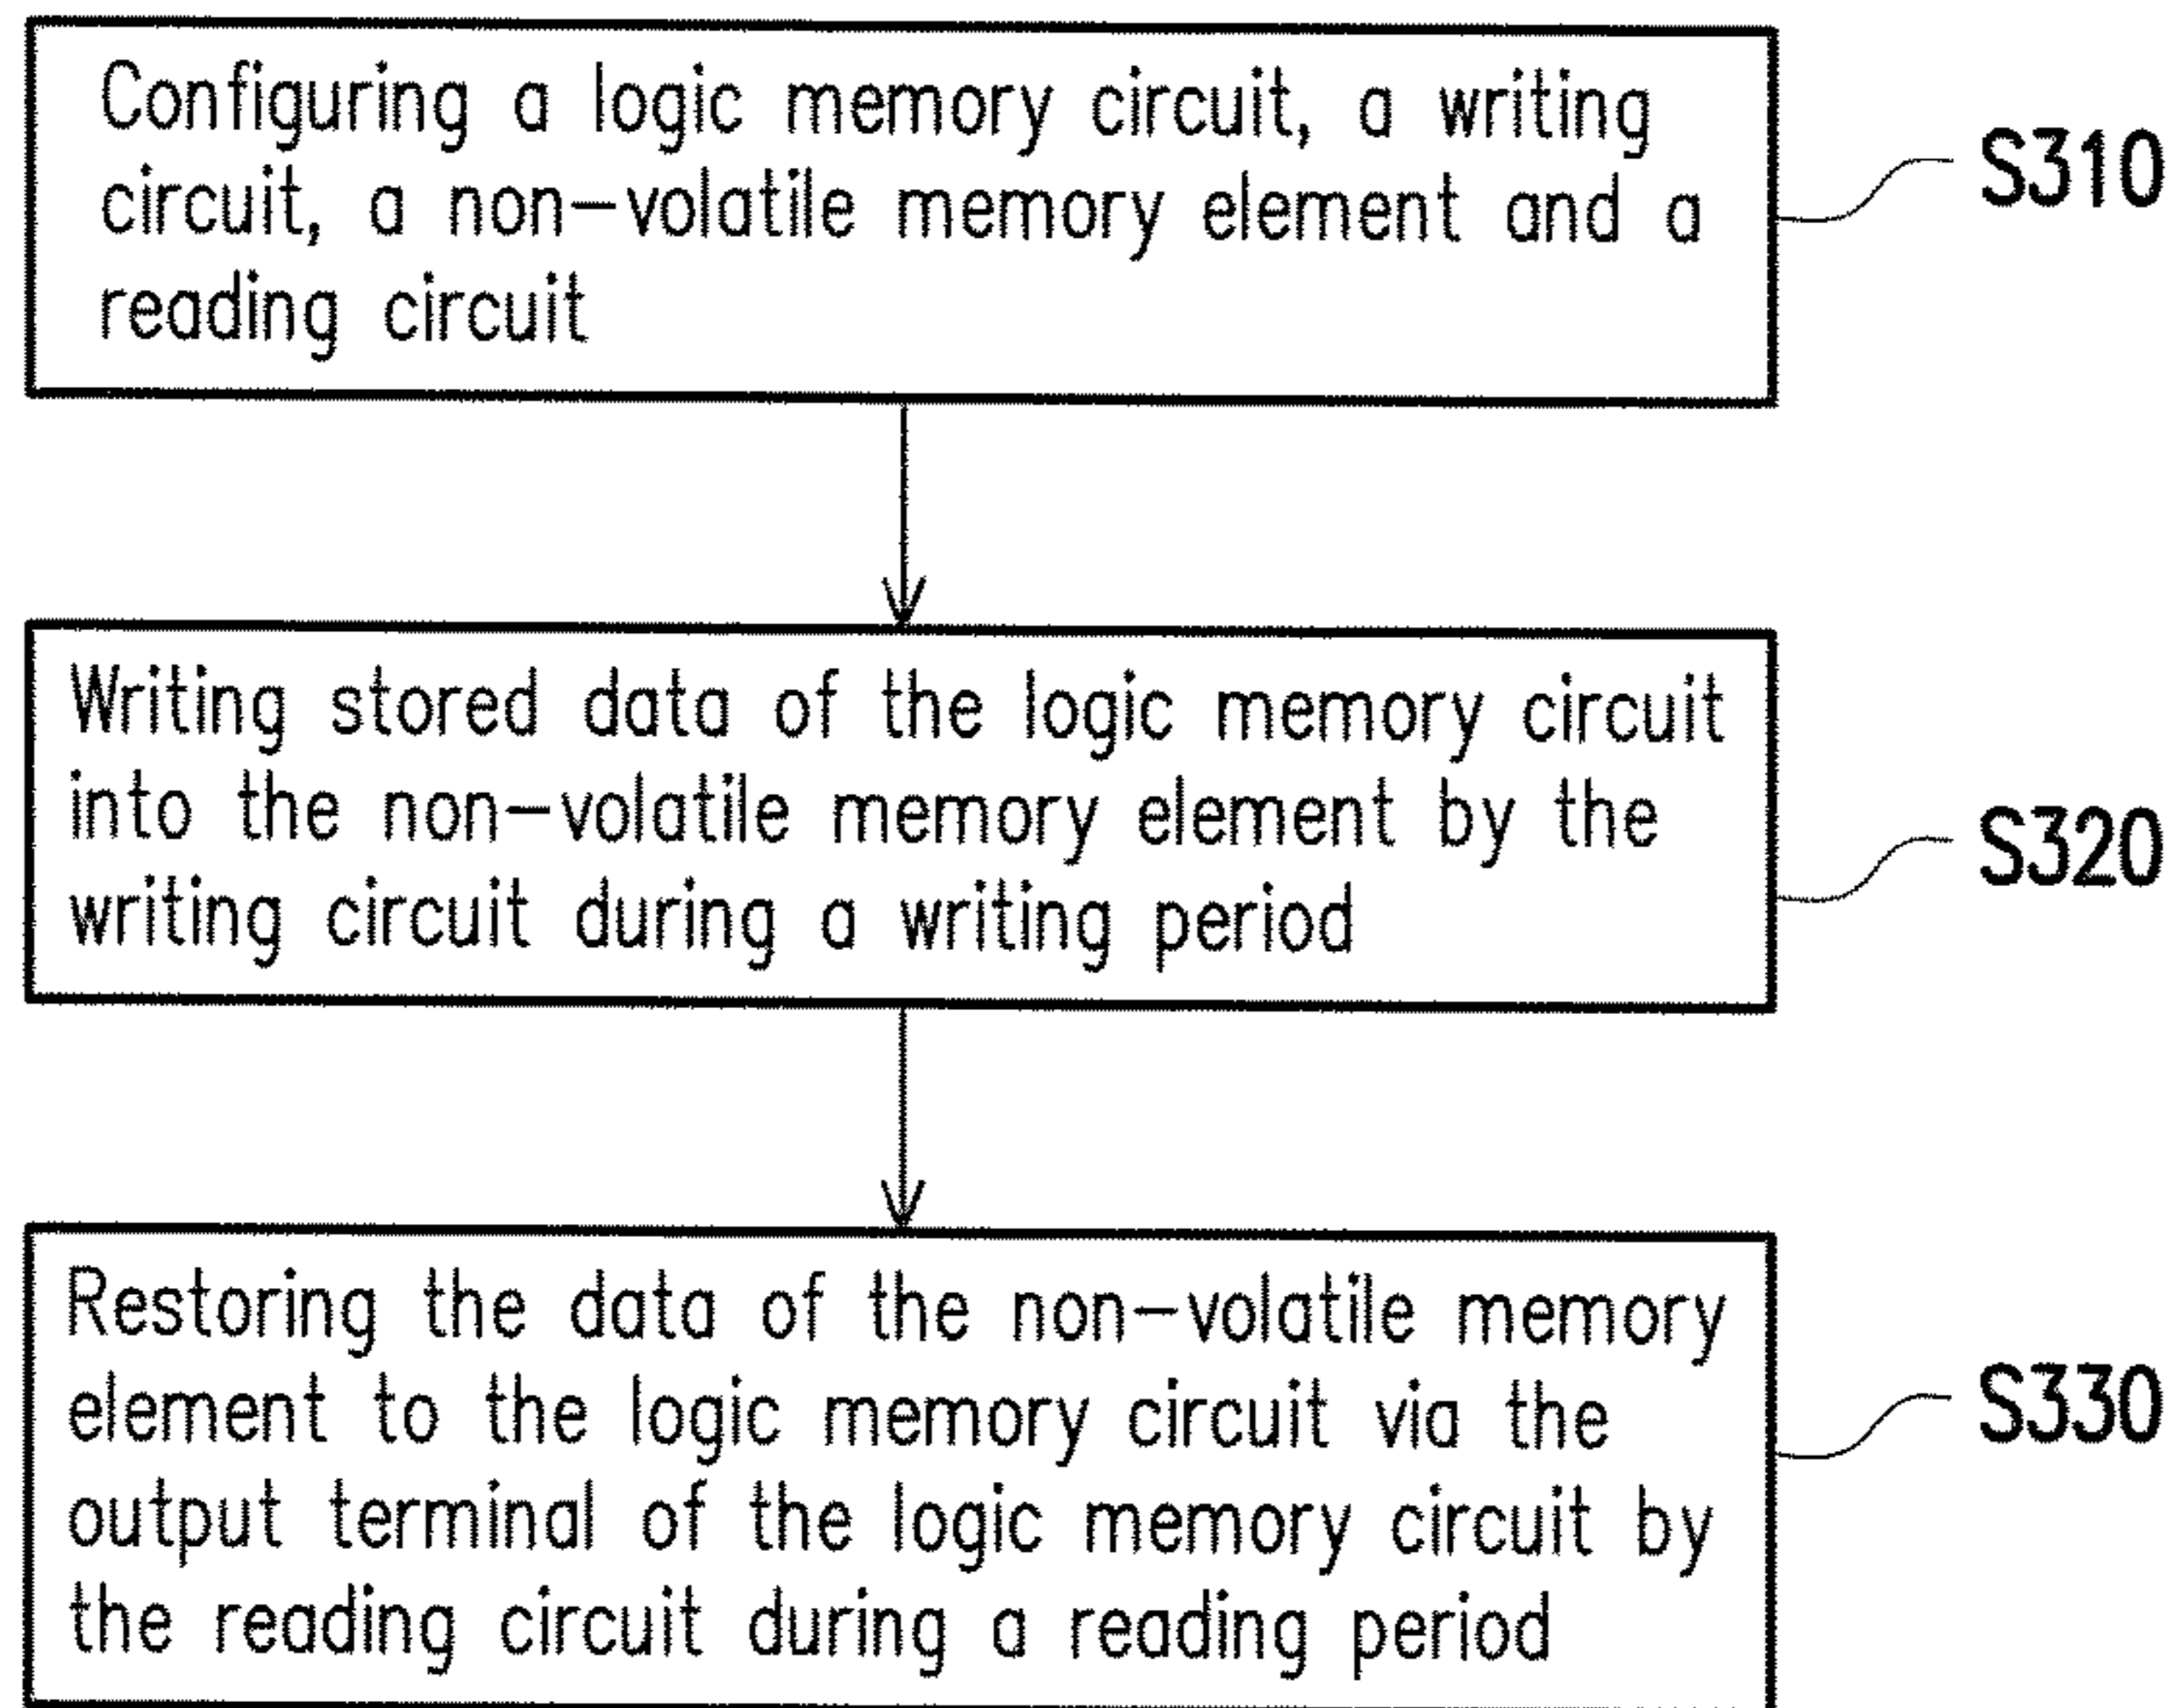 Configuring a logic memory circuit, a writing
circuit, a non-volatile memory element and a
reading circuit
S310
Writing stored data of the logic memory circuit
into the non-volatile memory element by the
writing circuit during a writing period
S320
Restoring the data of the non-volatile memory
element to the logic memory circuit via the
output terminal of the logic memory circuit by
the reading circuit during a reading period
S330